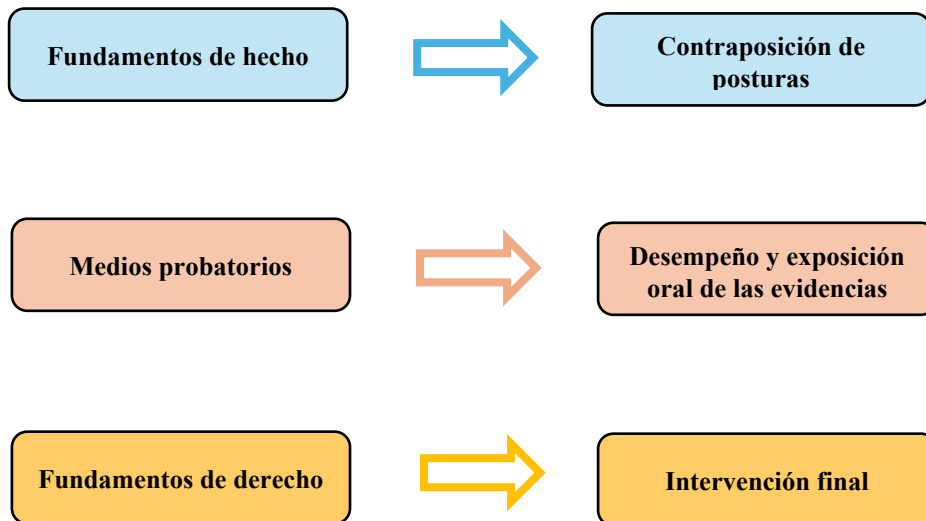 Fundamentos de hecho
Contraposición de
posturas
Medios probatorios
Desempeño y exposición
oral de las evidencias
Fundamentos de derecho
Intervención final